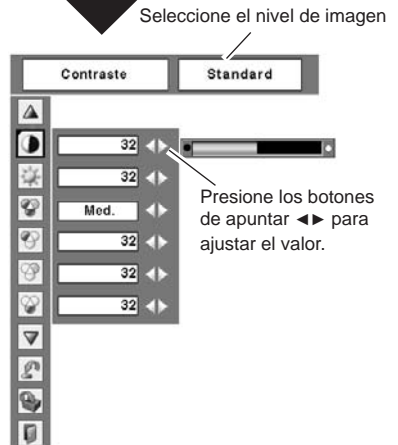 Seleccione el nivel de imagen
Contraste Standard
32
32
Presione los botones
de apuntar ◄► para
ajustar el valor.
Med.
32
32
32